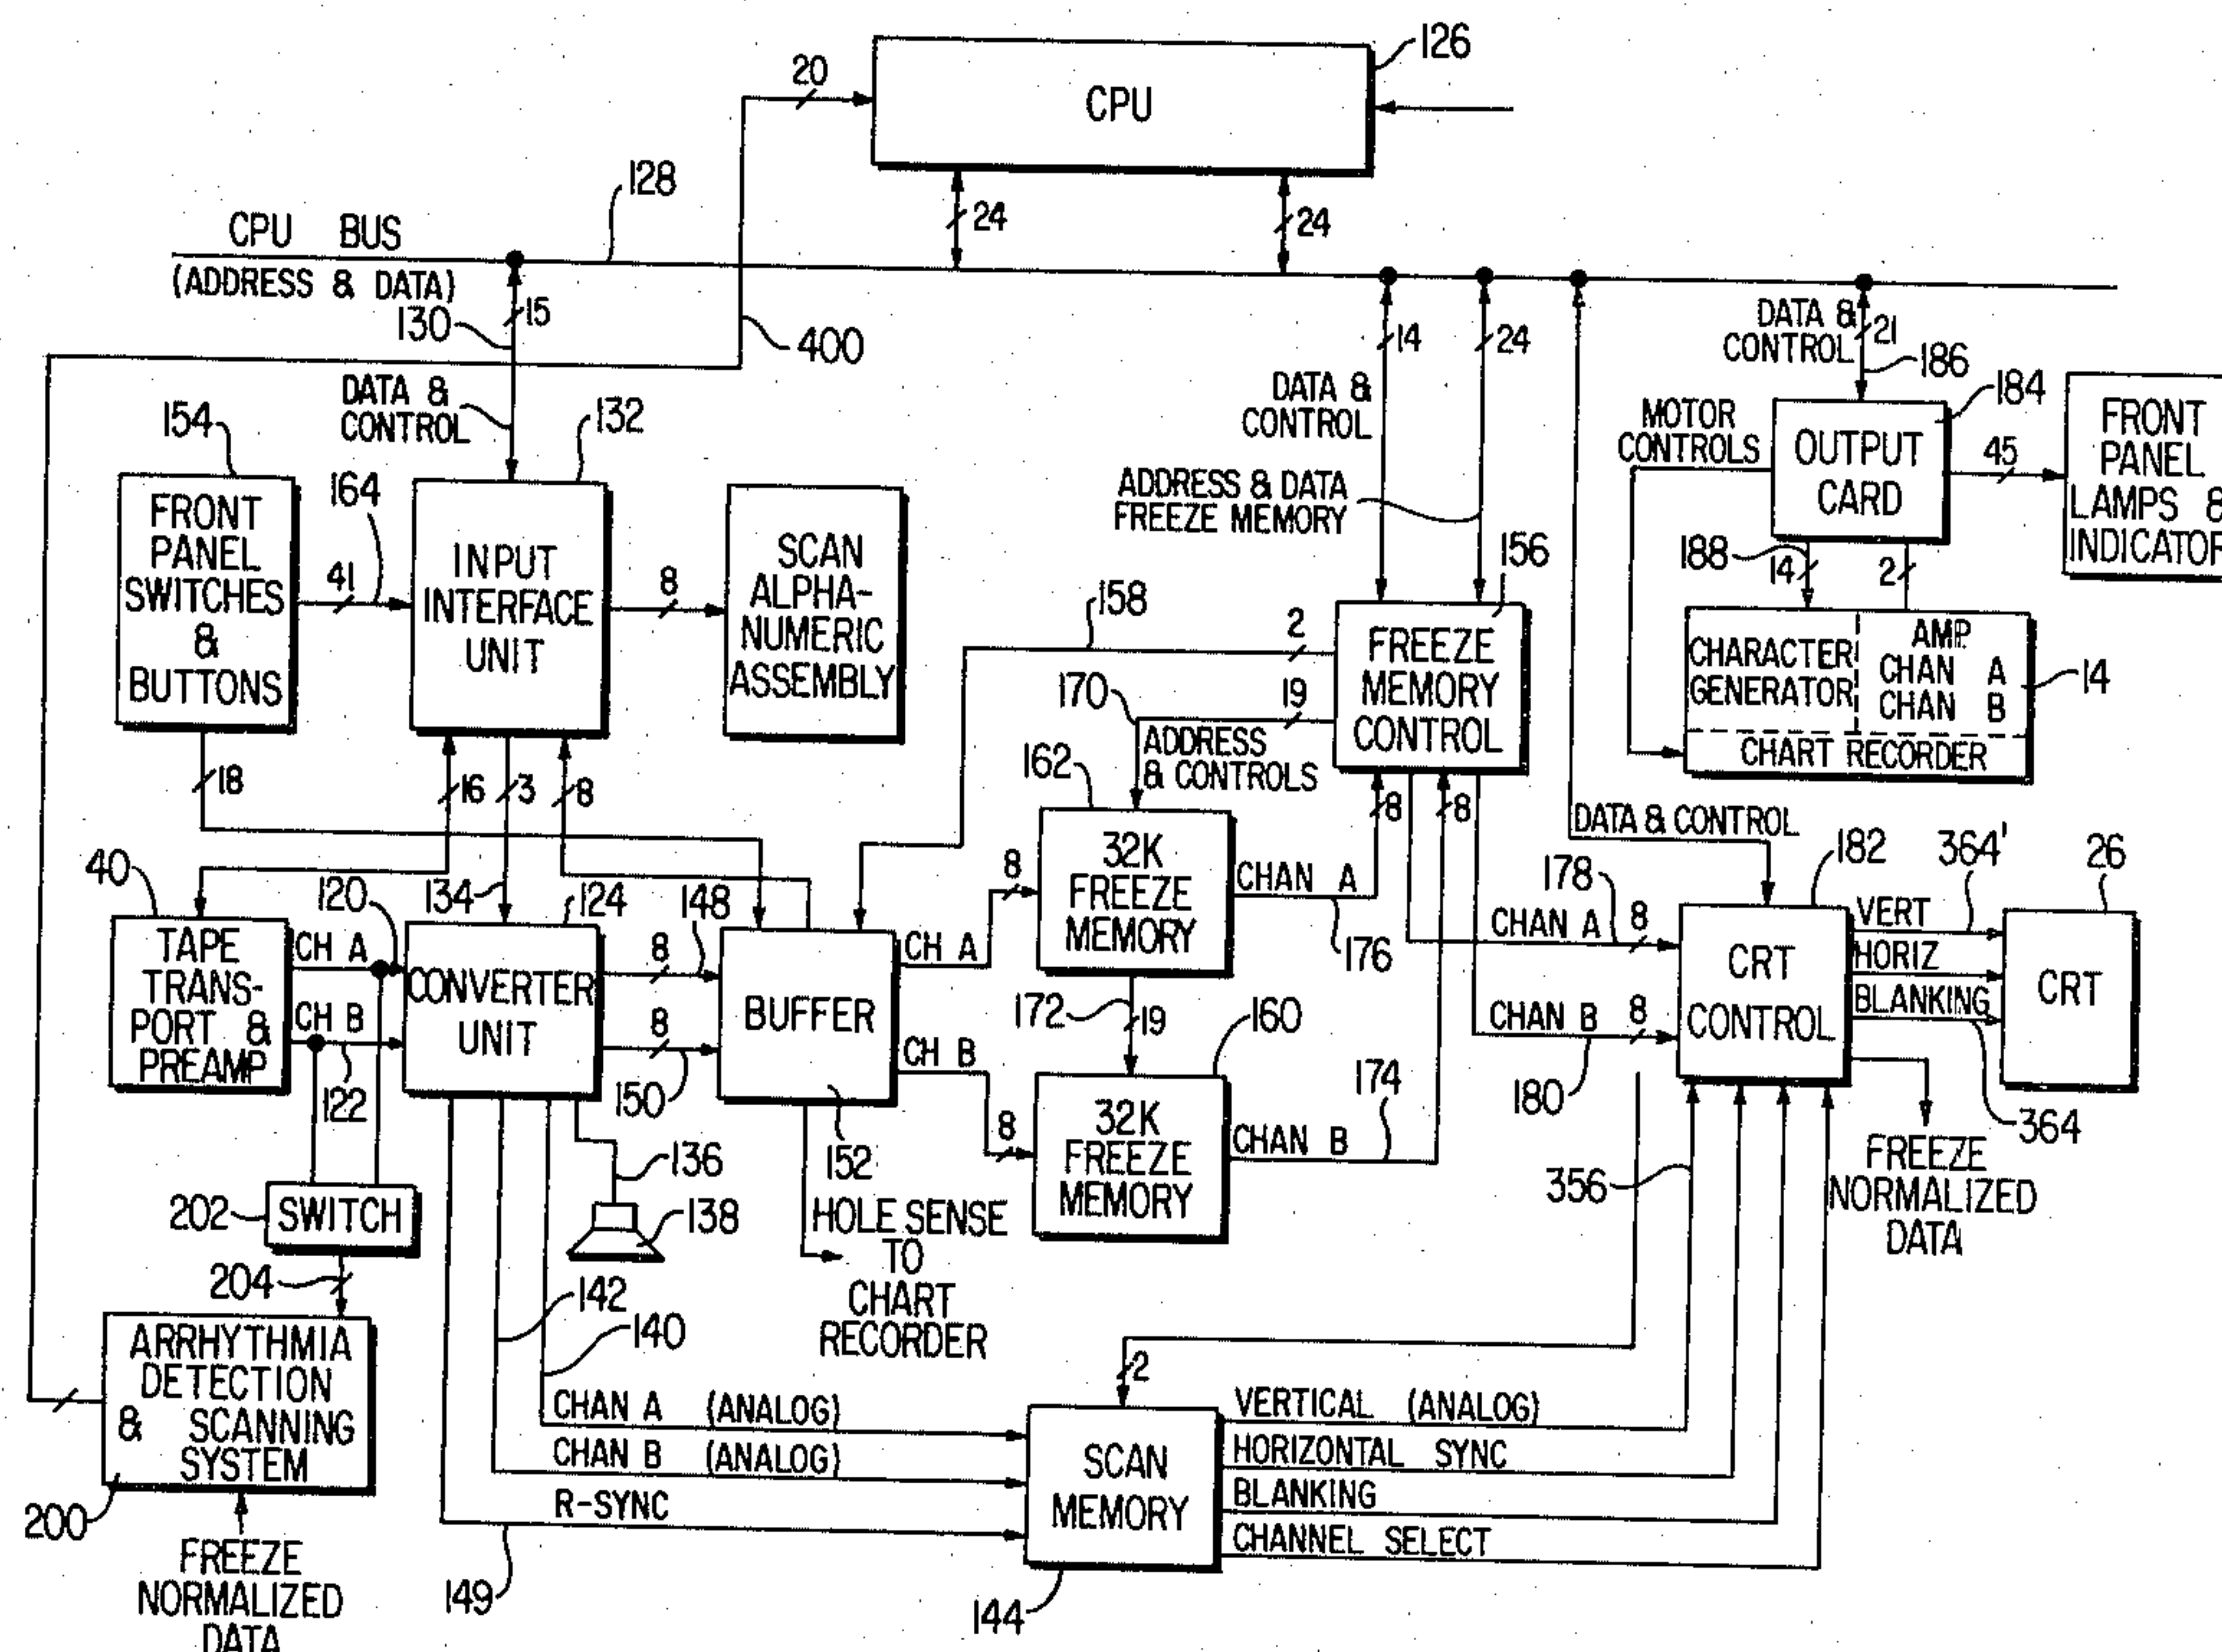 126
20
CPU
128
24
24
CPU BUS
(ADDRESS & DATA)
130
15
400
14
24
DATA &
CONTROL
21
186
184
154
164
DATA &
CONTROL
132
DATA &
CONTROL
ADDRESS & DATA
FREEZE MEMORY
MOTOR
CONTROLS
OUTPUT
CARD
45
FRONT
PANEL
LAMPS &
INDICATOR
FRONT
PANEL
SWITCHES
&
BUTTONS
41
INPUT
INTERFACE
UNIT
8
SCAN
ALPHA-
NUMERIC
ASSEMBLY
158
156
188
14
2
2
19
170
FREEZE
MEMORY
CONTROL
CHARACTER
GENERATOR
AMP.
CHAN A
CHAN B
14
CHART RECORDER
18
16
3
8
162
ADDRESS
& CONTROLS
8
8
DATA & CONTROL
182
364'
26
40
120
134
124
148
8
32K
FREEZE
MEMORY
CHAN A
176
178
CHAN A
8
VERT
HORIZ
BLANKING
CRT
CONTROL
CRT
TAPE
TRANS-
PORT &
PREAMP
CH A
CH B
122
CONVERTER
UNIT
8
8
150
BUFFER
CH A
CH B
152
172
19
160
CHAN B
8
180
364
8
32K
FREEZE
MEMORY
CHAN B
174
356
FREEZE
NORMALIZED
DATA
202
SWITCH
136
138
HOLE SENSE
TO
CHART
RECORDER
204
142
140
2
ARRHYTHMIA
DETECTION
& SCANNING
SYSTEM
200
CHAN A (ANALOG)
CHAN B (ANALOG)
R-SYNC
149
SCAN
MEMORY
144
VERTICAL (ANALOG)
HORIZONTAL SYNC
BLANKING
CHANNEL SELECT
FREEZE
NORMALIZED
DATA